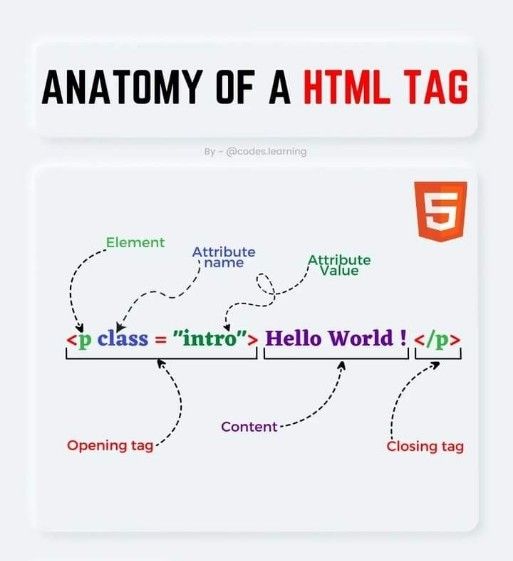 ANATOMY OF A HTML TAG
By - @codes.learning
5
Element
Attribute
name
Attribute
Value
<p class = "intro"> Hello World ! </p>
Content
Opening tag
Closing tag